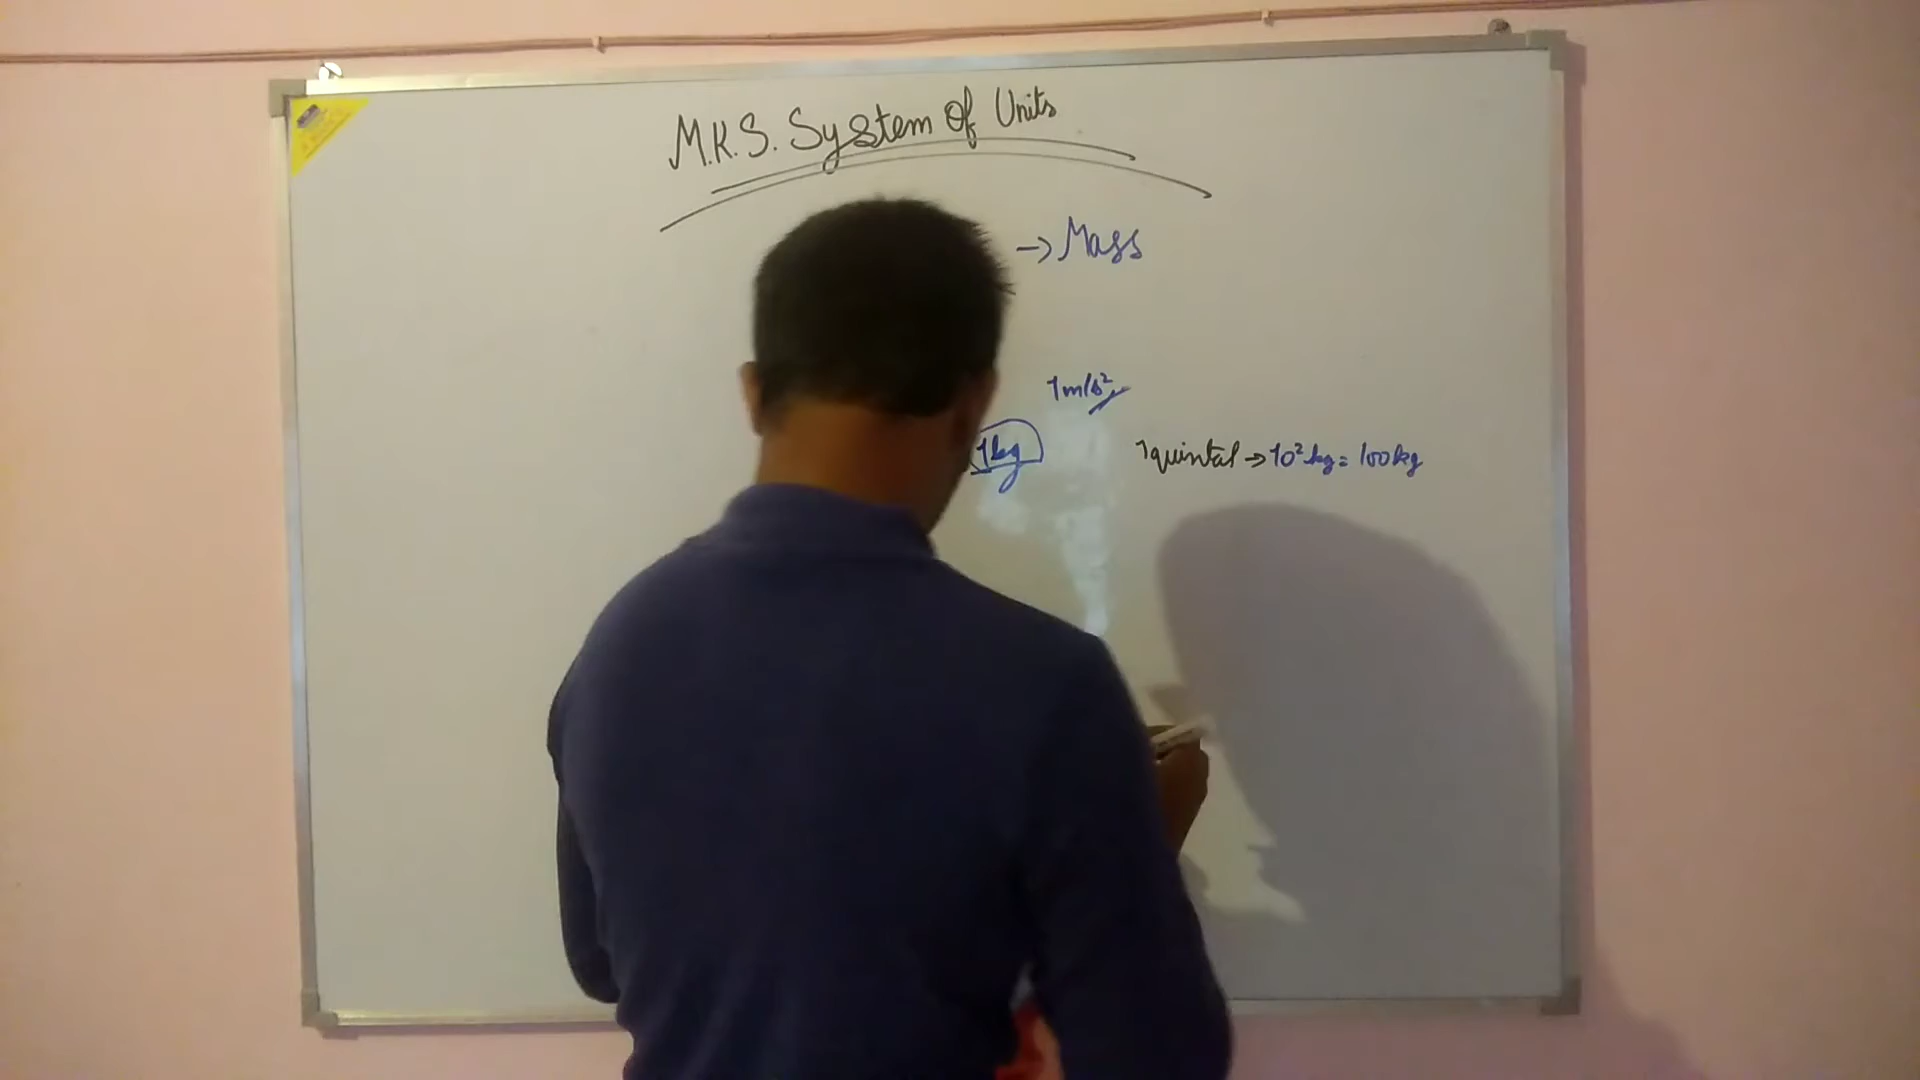 M.K.S. System Of Units
→ Mass
1m/s²
1kg
1quintal → 10² kg = 100kg